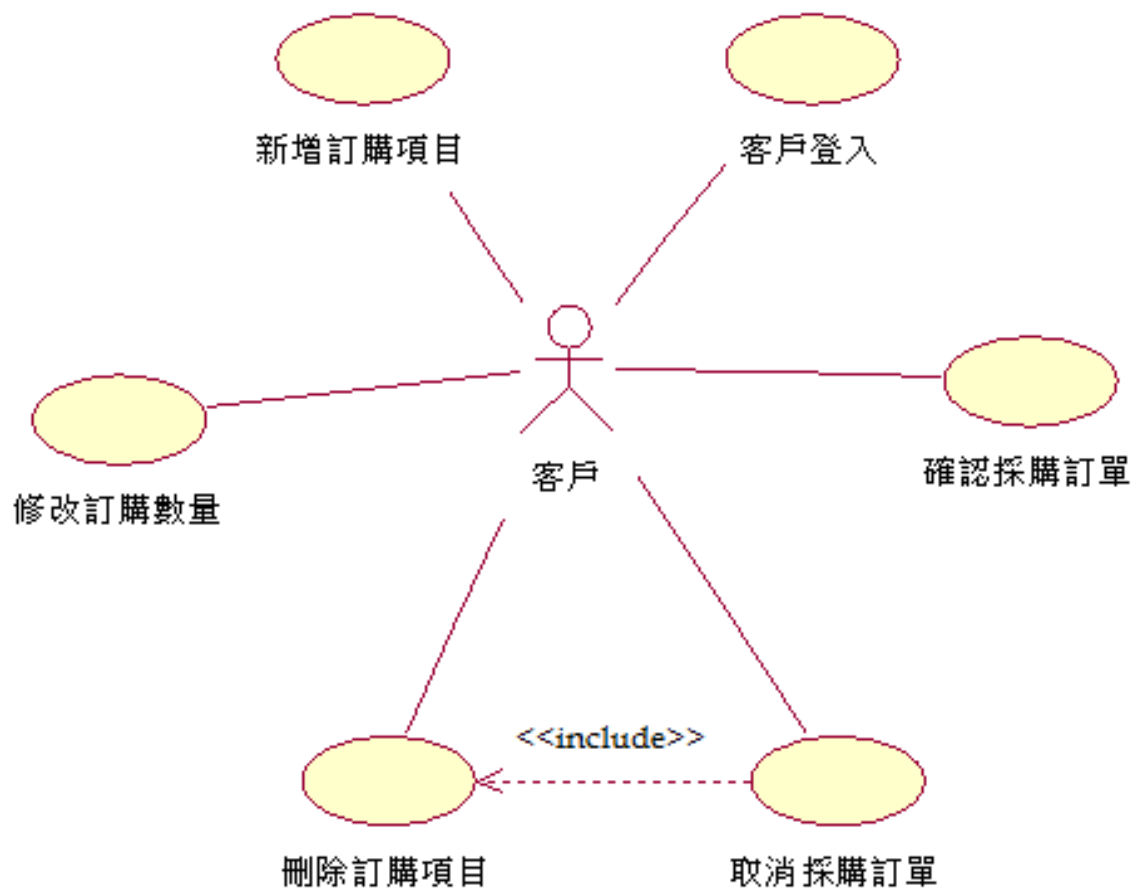 新增訂購項目
客戶登入
客戶
確認採購訂單
修改訂購數量
<<include>>
刪除訂購項目
取消採購訂單